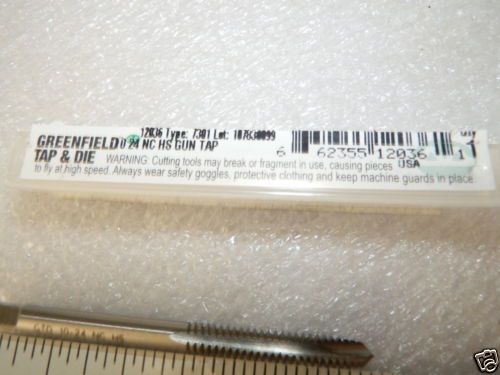 12036 Type: 7301 Lot:
GREENFIELD 0 24 NC HS GUN TAP
TAP & DIE
WARNING: Cutting tools may break or fragment in use, causing pieces
to fly at high speed. Always wear safety goggles, protective clothing and keep machine guards in place.
6 62355 12036 1
USA
GTD 10-24 NC HS